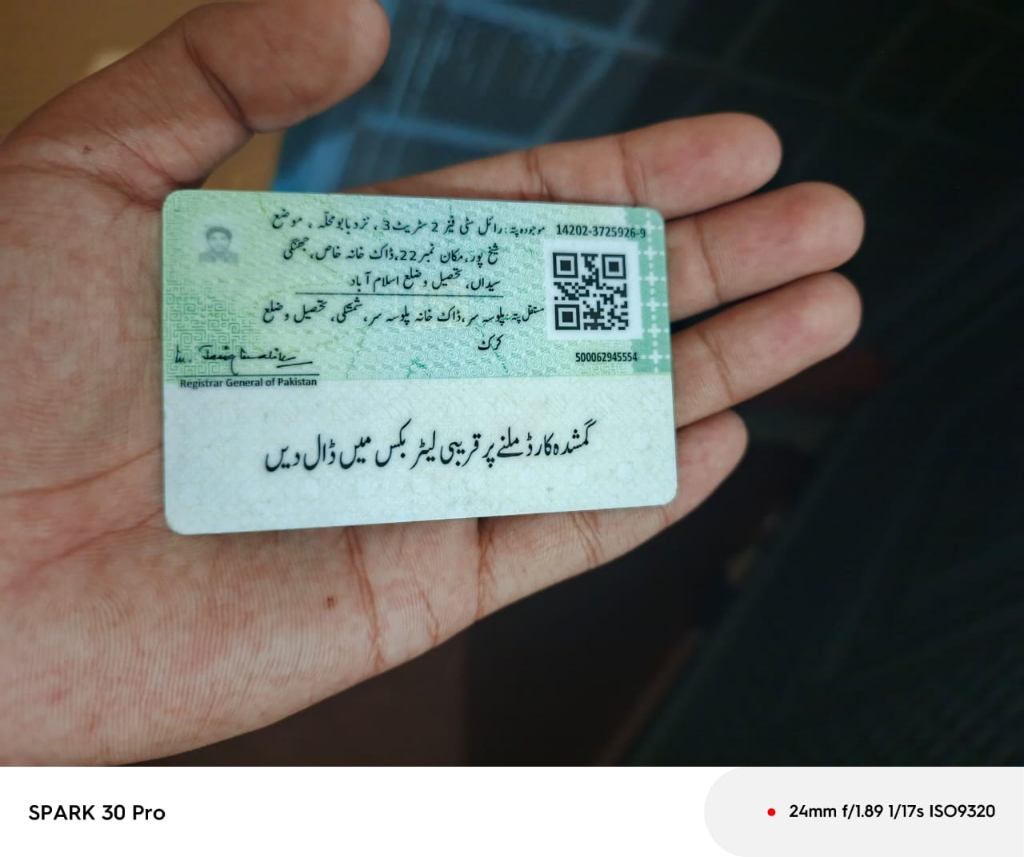 موجودہ پتہ: رائل سٹی فیز 2 سٹریٹ 3، نزد بابو محلّہ، موضع
14202-3725926-9
شیخ پور، مکان نمبر 22، ڈاک خانہ خاص، جھنگی
سیداں، تحصیل و ضلع اسلام آباد
مستقل پتہ: پلوسہ سر، ڈاک خانہ پلوسہ سر، شمشکی، تحصیل و ضلع
کرک
500062945554
Registrar General of Pakistan
گمشدہ کارڈ ملنے پر قریبی لیٹر بکس میں ڈال دیں
SPARK 30 Pro
24mm f/1.89 1/17s ISO9320